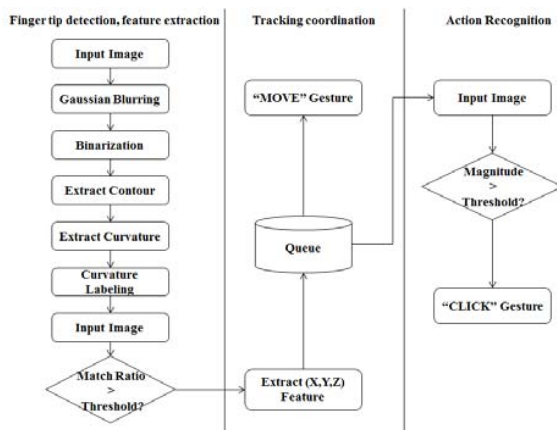 Finger tip detection, feature extraction
Input Image
Gaussian Blurring
Binarization
Extract Contour
Extract Curvature
Curvature
Labeling
Input Image
Match Ratio
>
Threshold?
Tracking coordination
“MOVE” Gesture
Queue
Extract (X,Y,Z)
Feature
Action Recognition
Input Image
Magnitude
>
Threshold?
“CLICK” Gesture